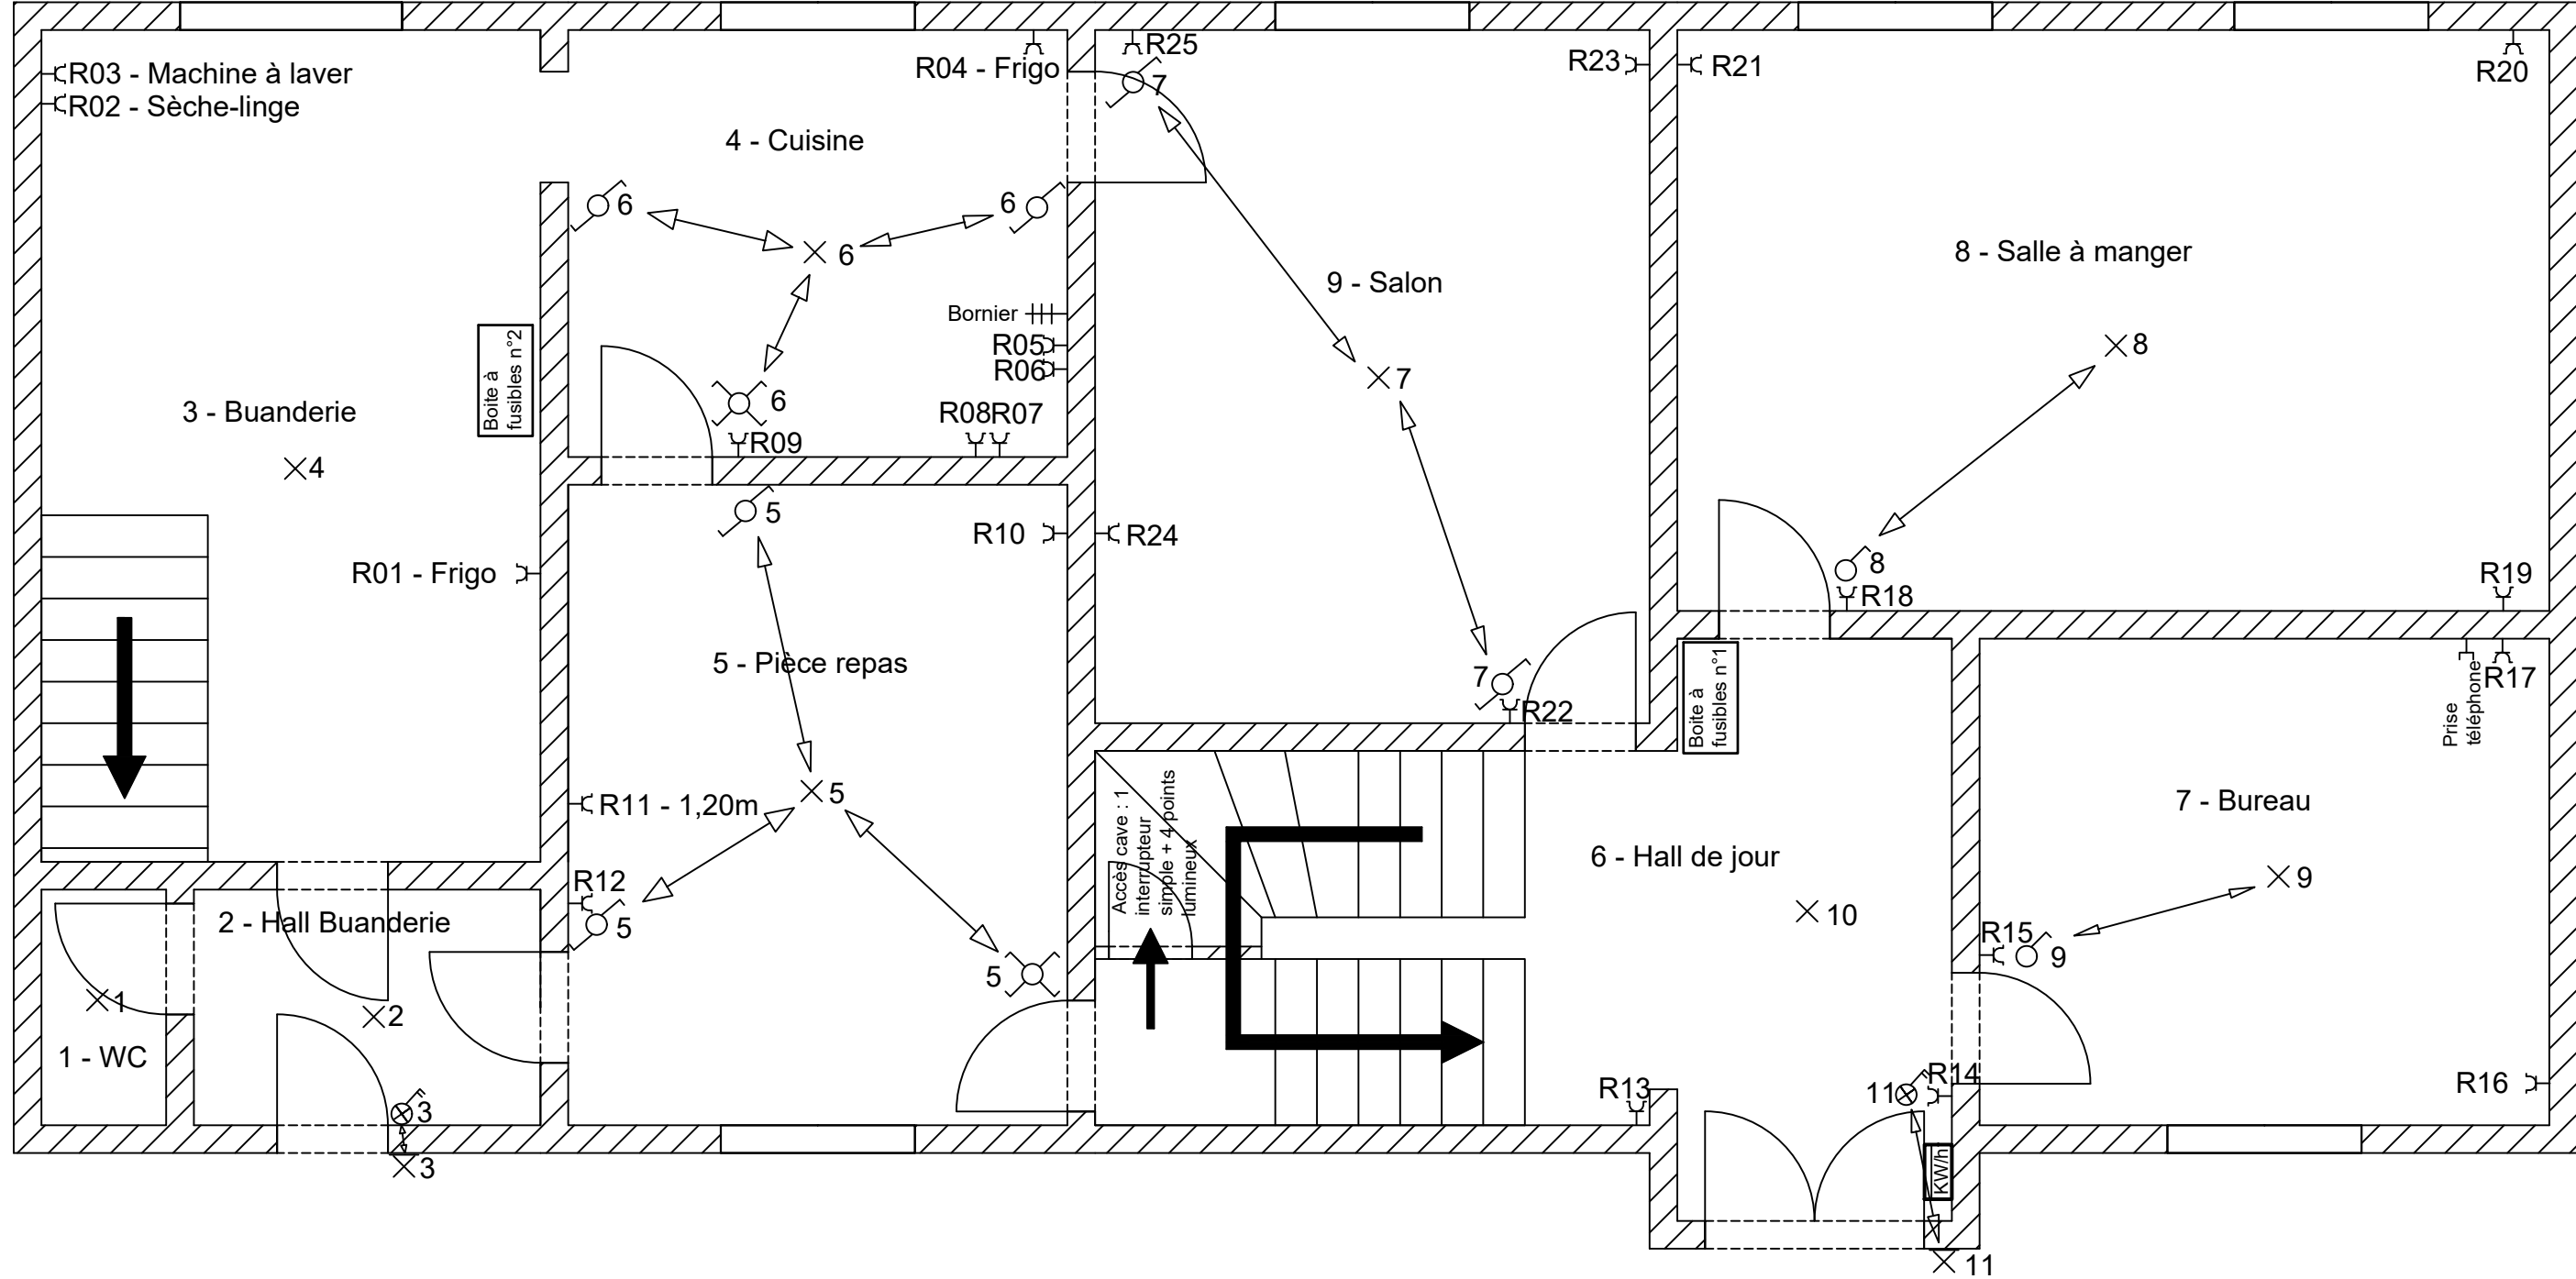 R03 - Machine à laver
R02 - Sèche-linge
R04 - Frigo
R25
7
R23
R21
R20
4 - Cuisine
6
6
6
9 - Salon
8 - Salle à manger
Bornier
R05
R06
Boite à
fusibles n°2
7
8
3 - Buanderie
4
6
R08
R07
R09
5
R10
R24
R01 - Frigo
8
R18
R19
5 - Pièce repas
7
R22
Boite à
fusibles n°1
Prise
téléphone
R17
5
R11 - 1,20m
Accès cave : 1
interrupteur
simple + 4 points
lumineux
7 - Bureau
6 - Hall de jour
R12
5
2 - Hall Buanderie
10
9
R15
9
5
1
2
1 - WC
3
3
R13
11
R14
R16
KW/h
11